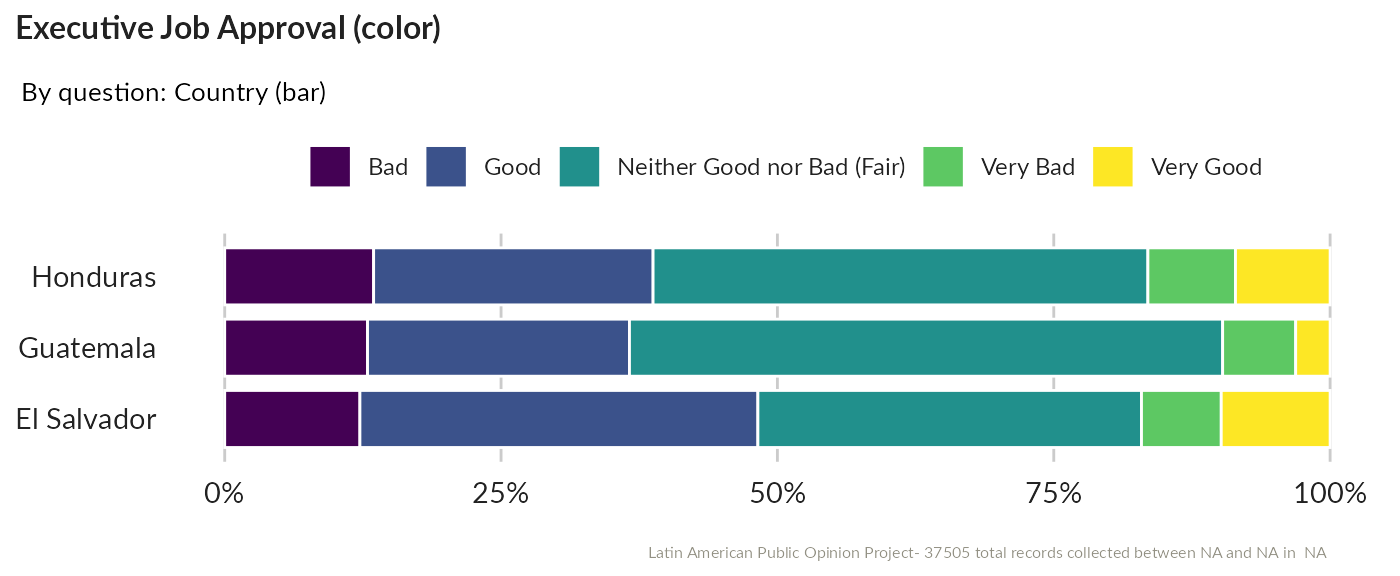 Executive Job Approval (color)
By question: Country (bar)
Bad Good Neither Good nor Bad (Fair) Very Bad Very Good
Honduras
Guatemala
El Salvador
0% 25% 50% 75% 100%
Latin American Public Opinion Project- 37505 total records collected between NA and NA in  NA